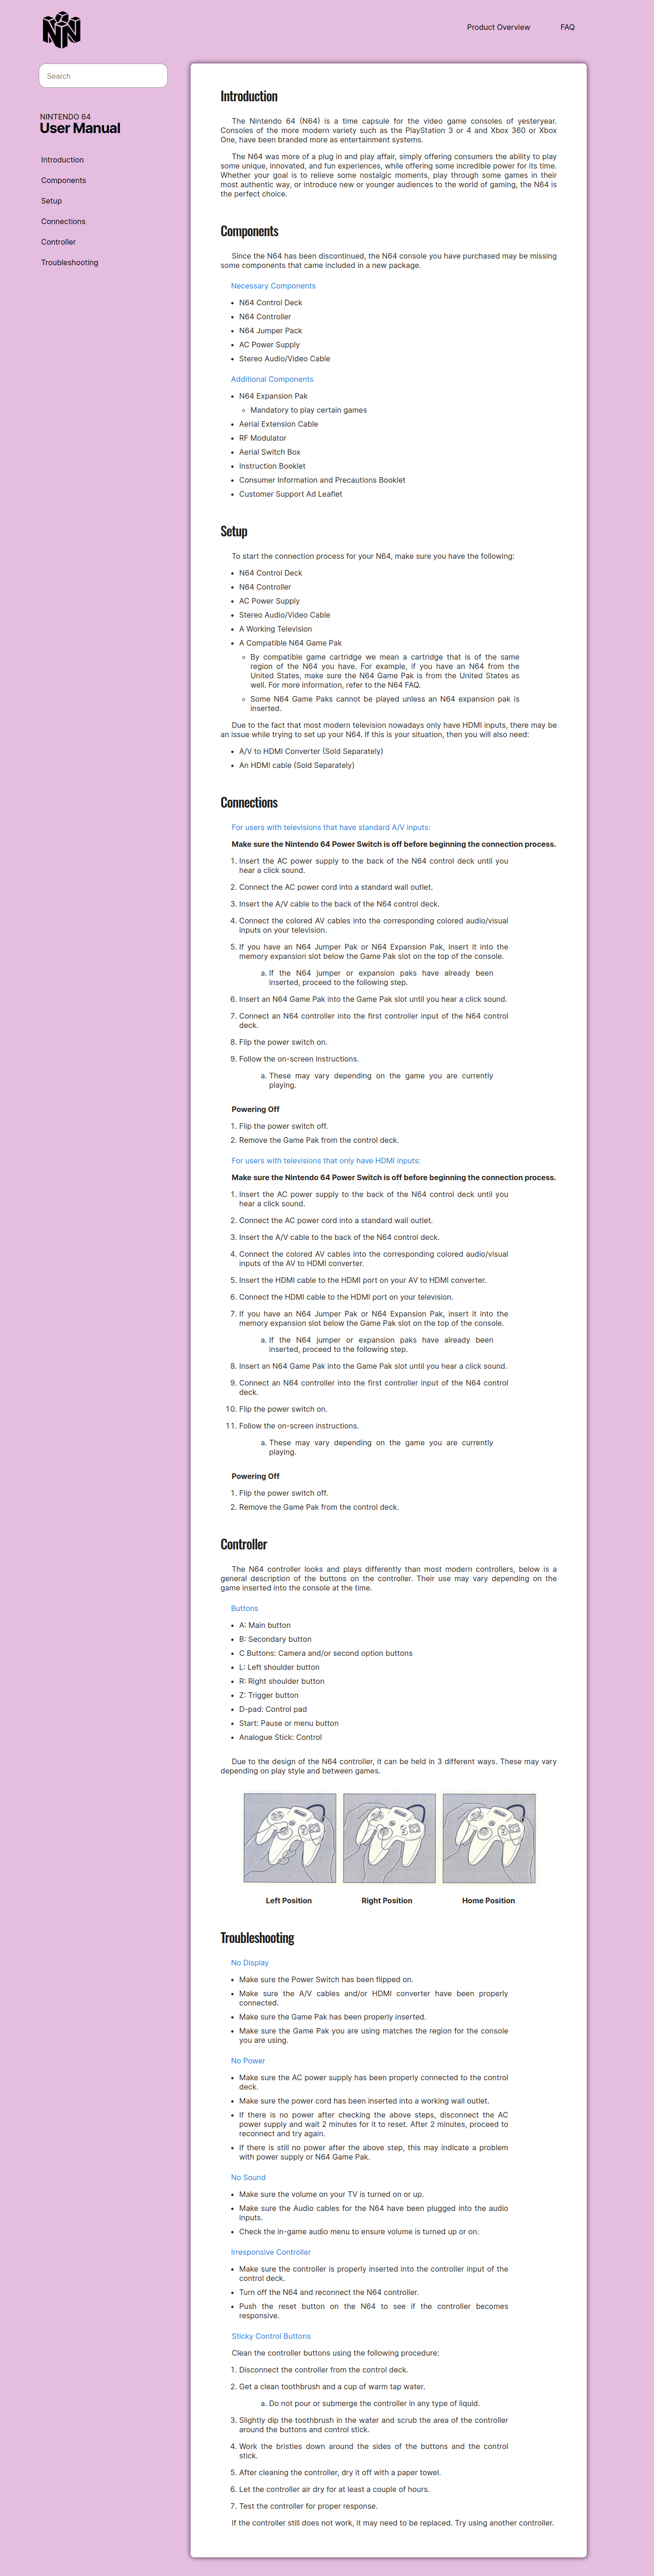 Product Overview
FAQ
Search
NINTENDO 64
User Manual
Introduction
Components
Setup
Connections
Controller
Troubleshooting
Introduction
The Nintendo 64 (N64) is a time capsule for the video game consoles of yesteryear.
Consoles of the more modern variety such as the PlayStation 3 or 4 and Xbox 360 or Xbox
One, have been branded more as entertainment systems.
The N64 was more of a plug in and play affair, simply offering consumers the ability to play
some unique, innovated, and fun experiences, while offering some incredible power for its time.
Whether your goal is to relieve some nostalgic moments, play through some games in their
most authentic way, or introduce new or younger audiences to the world of gaming, the N64 is
the perfect choice.
Components
Since the N64 has been discontinued, the N64 console you have purchased may be missing
some components that came included in a new package.
Necessary Components
• N64 Control Deck
• N64 Controller
• N64 Jumper Pack
• AC Power Supply
• Stereo Audio/Video Cable
Additional Components
• N64 Expansion Pak
◦ Mandatory to play certain games
• Aerial Extension Cable
• RF Modulator
• Aerial Switch Box
• Instruction Booklet
• Consumer Information and Precautions Booklet
• Customer Support Ad Leaflet
Setup
To start the connection process for your N64, make sure you have the following:
• N64 Control Deck
• N64 Controller
• AC Power Supply
• Stereo Audio/Video Cable
• A Working Television
• A Compatible N64 Game Pak
◦ By compatible game cartridge we mean a cartridge that is of the same
region of the N64 you have. For example, if you have an N64 from the
United States, make sure the N64 Game Pak is from the United States as
well. For more information, refer to the N64 FAQ.
◦ Some N64 Game Paks cannot be played unless an N64 expansion pak is
inserted.
Due to the fact that most modern television nowadays only have HDMI inputs, there may be
an issue while trying to set up your N64. If this is your situation, then you will also need:
• A/V to HDMI Converter (Sold Separately)
• An HDMI cable (Sold Separately)
Connections
For users with televisions that have standard A/V inputs:
Make sure the Nintendo 64 Power Switch is off before beginning the connection process.
1. Insert the AC power supply to the back of the N64 control deck until you
hear a click sound.
2. Connect the AC power cord into a standard wall outlet.
3. Insert the A/V cable to the back of the N64 control deck.
4. Connect the colored AV cables into the corresponding colored audio/visual
inputs on your television.
5. If you have an N64 Jumper Pak or N64 Expansion Pak, insert it into the
memory expansion slot below the Game Pak slot on the top of the console.
a. If the N64 jumper or expansion paks have already been
inserted, proceed to the following step.
6. Insert an N64 Game Pak into the Game Pak slot until you hear a click sound.
7. Connect an N64 controller into the first controller input of the N64 control
deck.
8. Flip the power switch on.
9. Follow the on-screen instructions.
a. These may vary depending on the game you are currently
playing.
Powering Off
1. Flip the power switch off.
2. Remove the Game Pak from the control deck.
For users with televisions that only have HDMI inputs:
Make sure the Nintendo 64 Power Switch is off before beginning the connection process.
1. Insert the AC power supply to the back of the N64 control deck until you
hear a click sound.
2. Connect the AC power cord into a standard wall outlet.
3. Insert the A/V cable to the back of the N64 control deck.
4. Connect the colored AV cables into the corresponding colored audio/visual
inputs of the AV to HDMI converter.
5. Insert the HDMI cable to the HDMI port on your AV to HDMI converter.
6. Connect the HDMI cable to the HDMI port on your television.
7. If you have an N64 Jumper Pak or N64 Expansion Pak, insert it into the
memory expansion slot below the Game Pak slot on the top of the console.
a. If the N64 jumper or expansion paks have already been
inserted, proceed to the following step.
8. Insert an N64 Game Pak into the Game Pak slot until you hear a click sound.
9. Connect an N64 controller into the first controller input of the N64 control
deck.
10. Flip the power switch on.
11. Follow the on-screen instructions.
a. These may vary depending on the game you are currently
playing.
Powering Off
1. Flip the power switch off.
2. Remove the Game Pak from the control deck.
Controller
The N64 controller looks and plays differently than most modern controllers, below is a
general description of the buttons on the controller. Their use may vary depending on the
game inserted into the console at the time.
Buttons
• A: Main button
• B: Secondary button
• C Buttons: Camera and/or second option buttons
• L: Left shoulder button
• R: Right shoulder button
• Z: Trigger button
• D-pad: Control pad
• Start: Pause or menu button
• Analogue Stick: Control
Due to the design of the N64 controller, it can be held in 3 different ways. These may vary
depending on play style and between games.
Left Position
Right Position
Home Position
Troubleshooting
No Display
• Make sure the Power Switch has been flipped on.
• Make sure the A/V cables and/or HDMI converter have been properly
connected.
• Make sure the Game Pak has been properly inserted.
• Make sure the Game Pak you are using matches the region for the console
you are using.
No Power
• Make sure the AC power supply has been properly connected to the control
deck.
• Make sure the power cord has been inserted into a working wall outlet.
• If there is no power after checking the above steps, disconnect the AC
power supply and wait 2 minutes for it to reset. After 2 minutes, proceed to
reconnect and try again.
• If there is still no power after the above step, this may indicate a problem
with power supply or N64 Game Pak.
No Sound
• Make sure the volume on your TV is turned on or up.
• Make sure the Audio cables for the N64 have been plugged into the audio
inputs.
• Check the in-game audio menu to ensure volume is turned up or on.
Irresponsive Controller
• Make sure the controller is properly inserted into the controller input of the
control deck.
• Turn off the N64 and reconnect the N64 controller.
• Push the reset button on the N64 to see if the controller becomes
responsive.
Sticky Control Buttons
Clean the controller buttons using the following procedure:
1. Disconnect the controller from the control deck.
2. Get a clean toothbrush and a cup of warm tap water.
a. Do not pour or submerge the controller in any type of liquid.
3. Slightly dip the toothbrush in the water and scrub the area of the controller
around the buttons and control stick.
4. Work the bristles down around the sides of the buttons and the control
stick.
5. After cleaning the controller, dry it off with a paper towel.
6. Let the controller air dry for at least a couple of hours.
7. Test the controller for proper response.
If the controller still does not work, it may need to be replaced. Try using another controller.